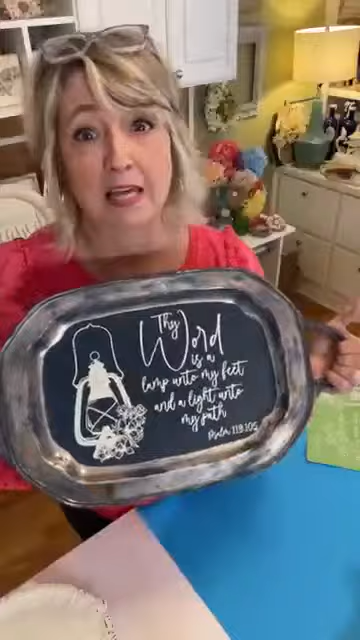 Thy
Word
is a
lamp unto my feet
and a light unto
my path
Psalm 119:105